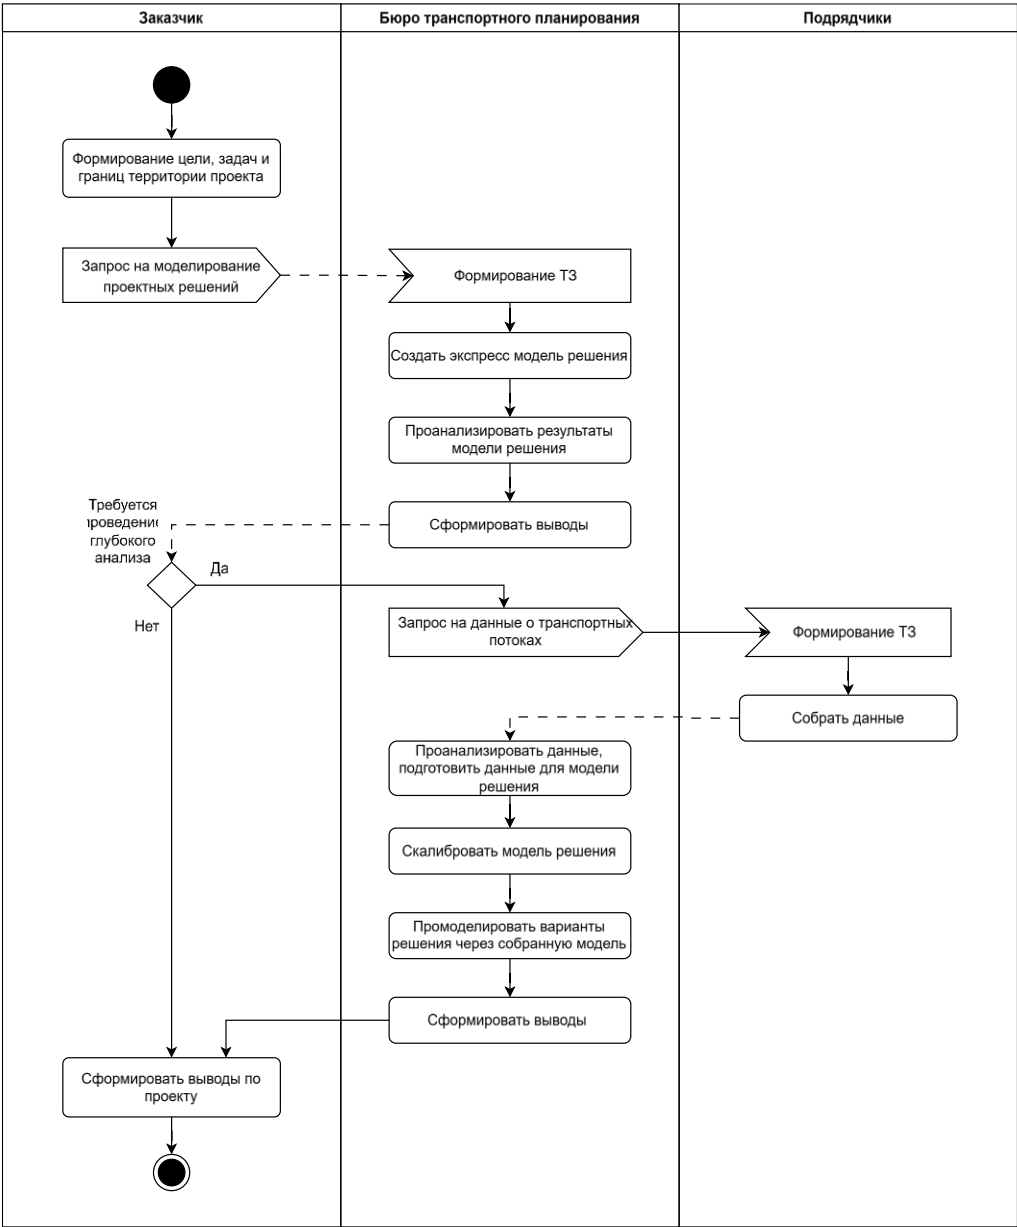 Заказчик
Бюро транспортного планирования
Подрядчики
Формирование цели, задач и
границ территории проекта
Запрос на моделирование
проектных решений
Формирование ТЗ
Создать экспресс модель решения
Проанализировать результаты
модели решения
Требуется
глубокого
анализа
Сформировать выводы
Да
Нет
Запрос на данные о транспортных
потоках
Формирование ТЗ
Собрать данные
Проанализировать данные,
подготовить данные для модели
решения
Скалибровать модель решения
Промоделировать варианты
решения через собранную модель
Сформировать выводы
Сформировать выводы по
проекту